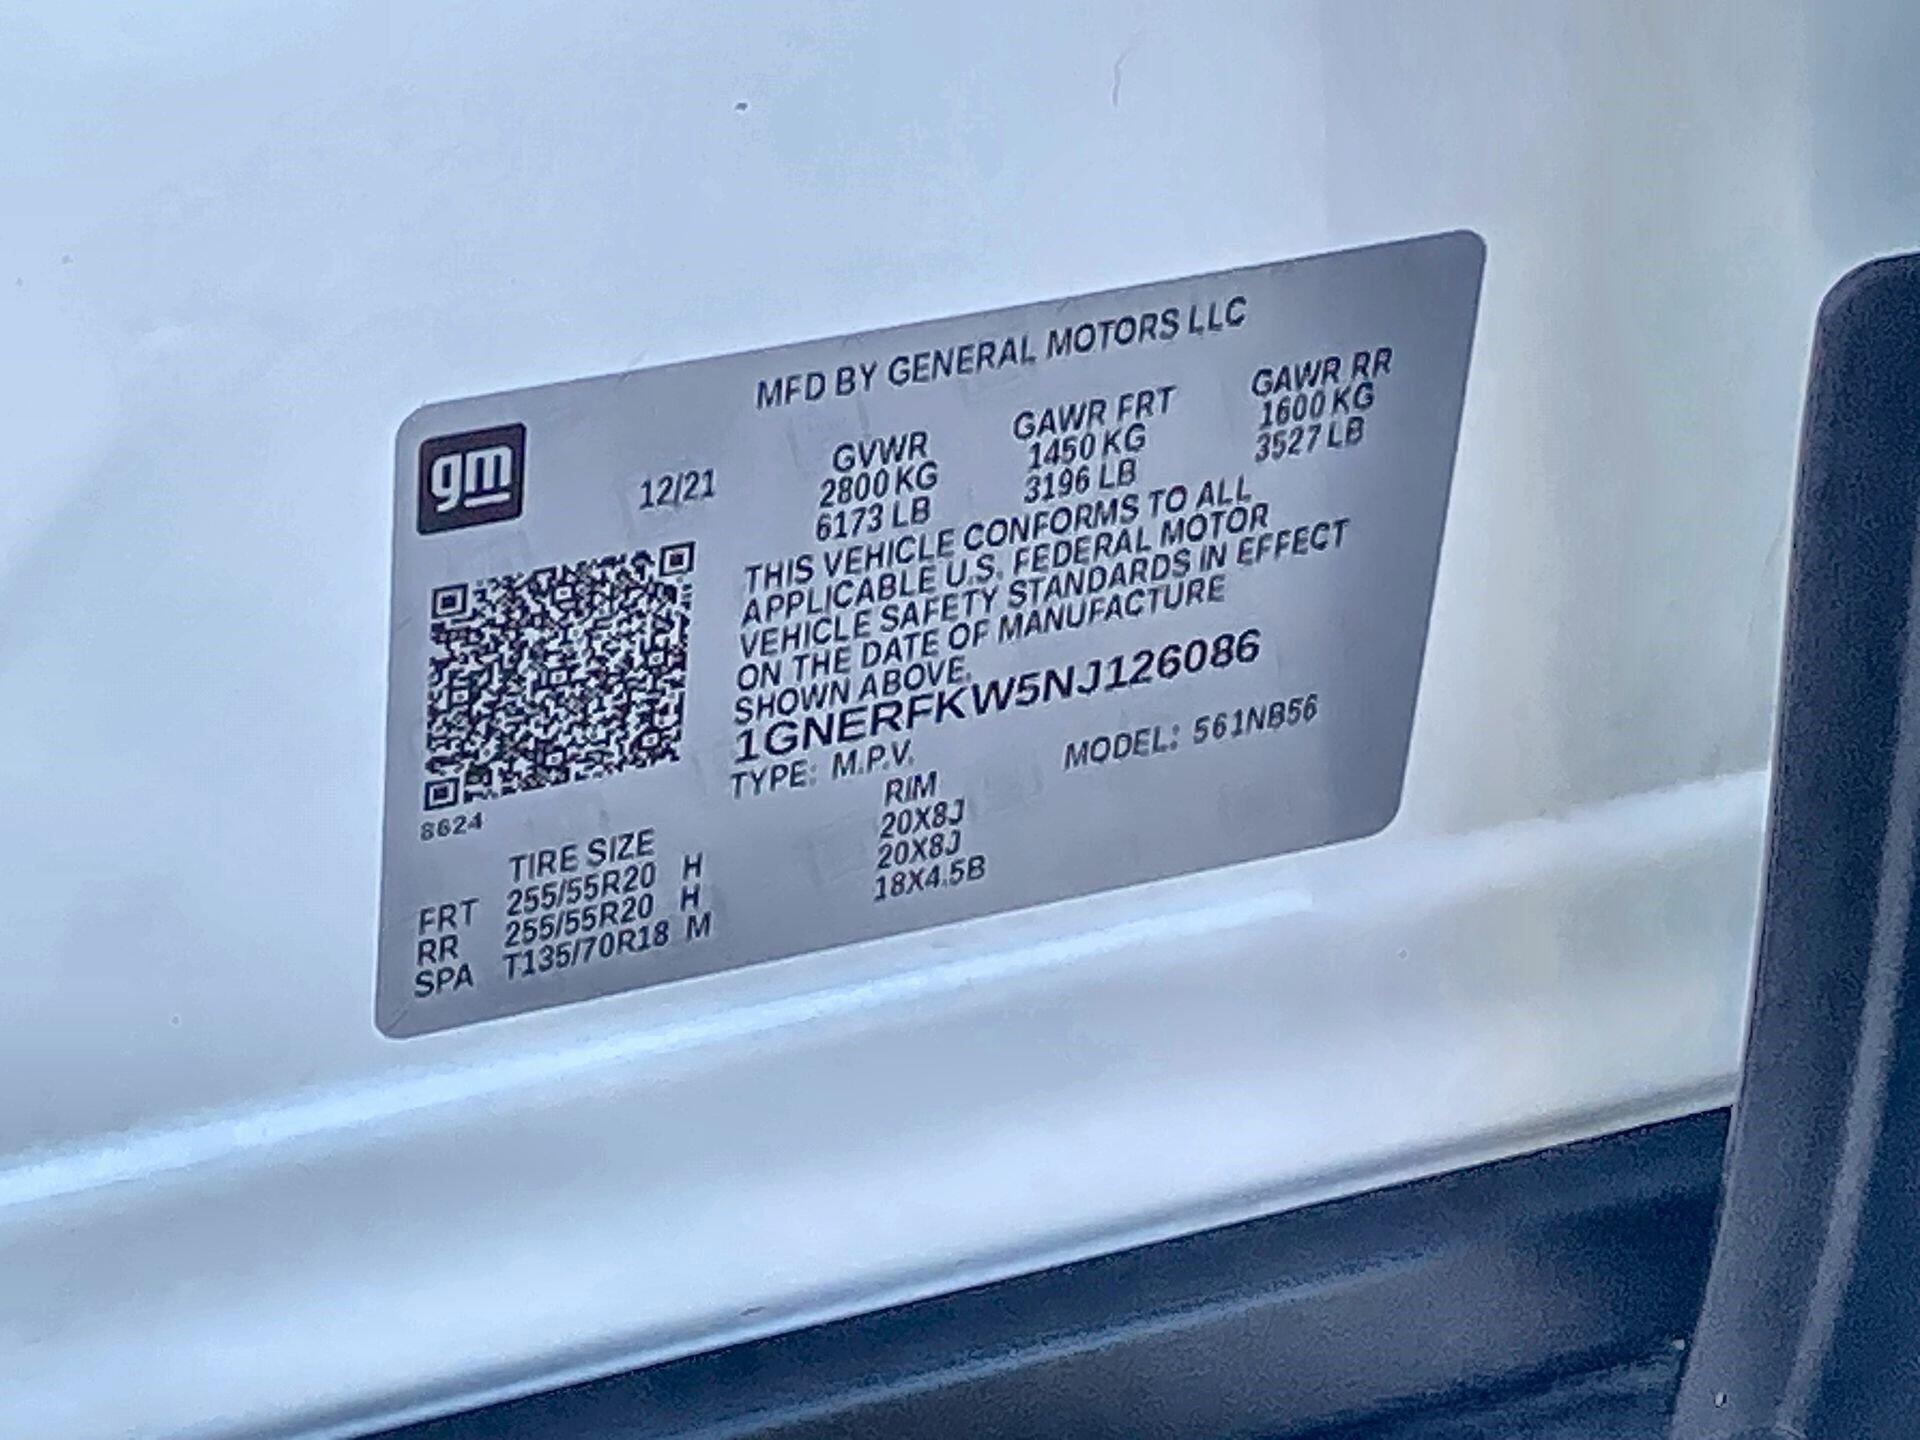 MFD BY GENERAL MOTORS LLC
gm
12/21
GVWR GAWR FRT GAWR RR
2800 KG 1450 KG 1600 KG
6173 LB 3196 LB 3527 LB
THIS VEHICLE CONFORMS TO ALL
APPLICABLE U.S. FEDERAL MOTOR
VEHICLE SAFETY STANDARDS IN EFFECT
ON THE DATE OF MANUFACTURE
SHOWN ABOVE.
1GNERFKW5NJ126086
TYPE: M.P.V. MODEL: 561NB56
8624
TIRE SIZE RIM
FRT 255/55R20 H 20X8J
RR 255/55R20 H 20X8J
SPA T135/70R18 M 18X4.5B